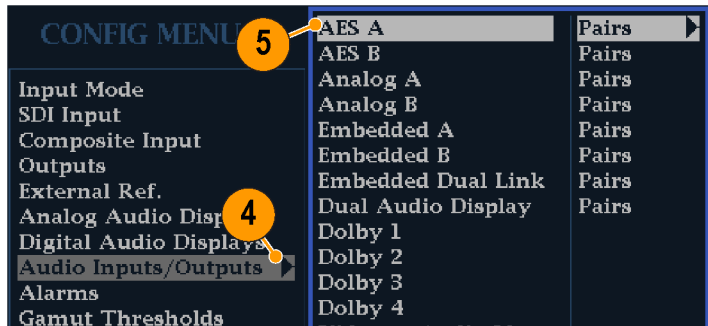 CONFIG MENU
5
Input Mode
SDI Input
Composite Input
Outputs
External Ref.
Analog Audio
4
Digital Audio Displays
Audio Inputs/Outputs
Alarms
Gamut Thresholds
AES A Pairs
AES B Pairs
Analog A Pairs
Analog B Pairs
Embedded A Pairs
Embedded B Pairs
Embedded Dual Link Pairs
Dual Audio Display Pairs
Dolby 1
Dolby 2
Dolby 3
Dolby 4